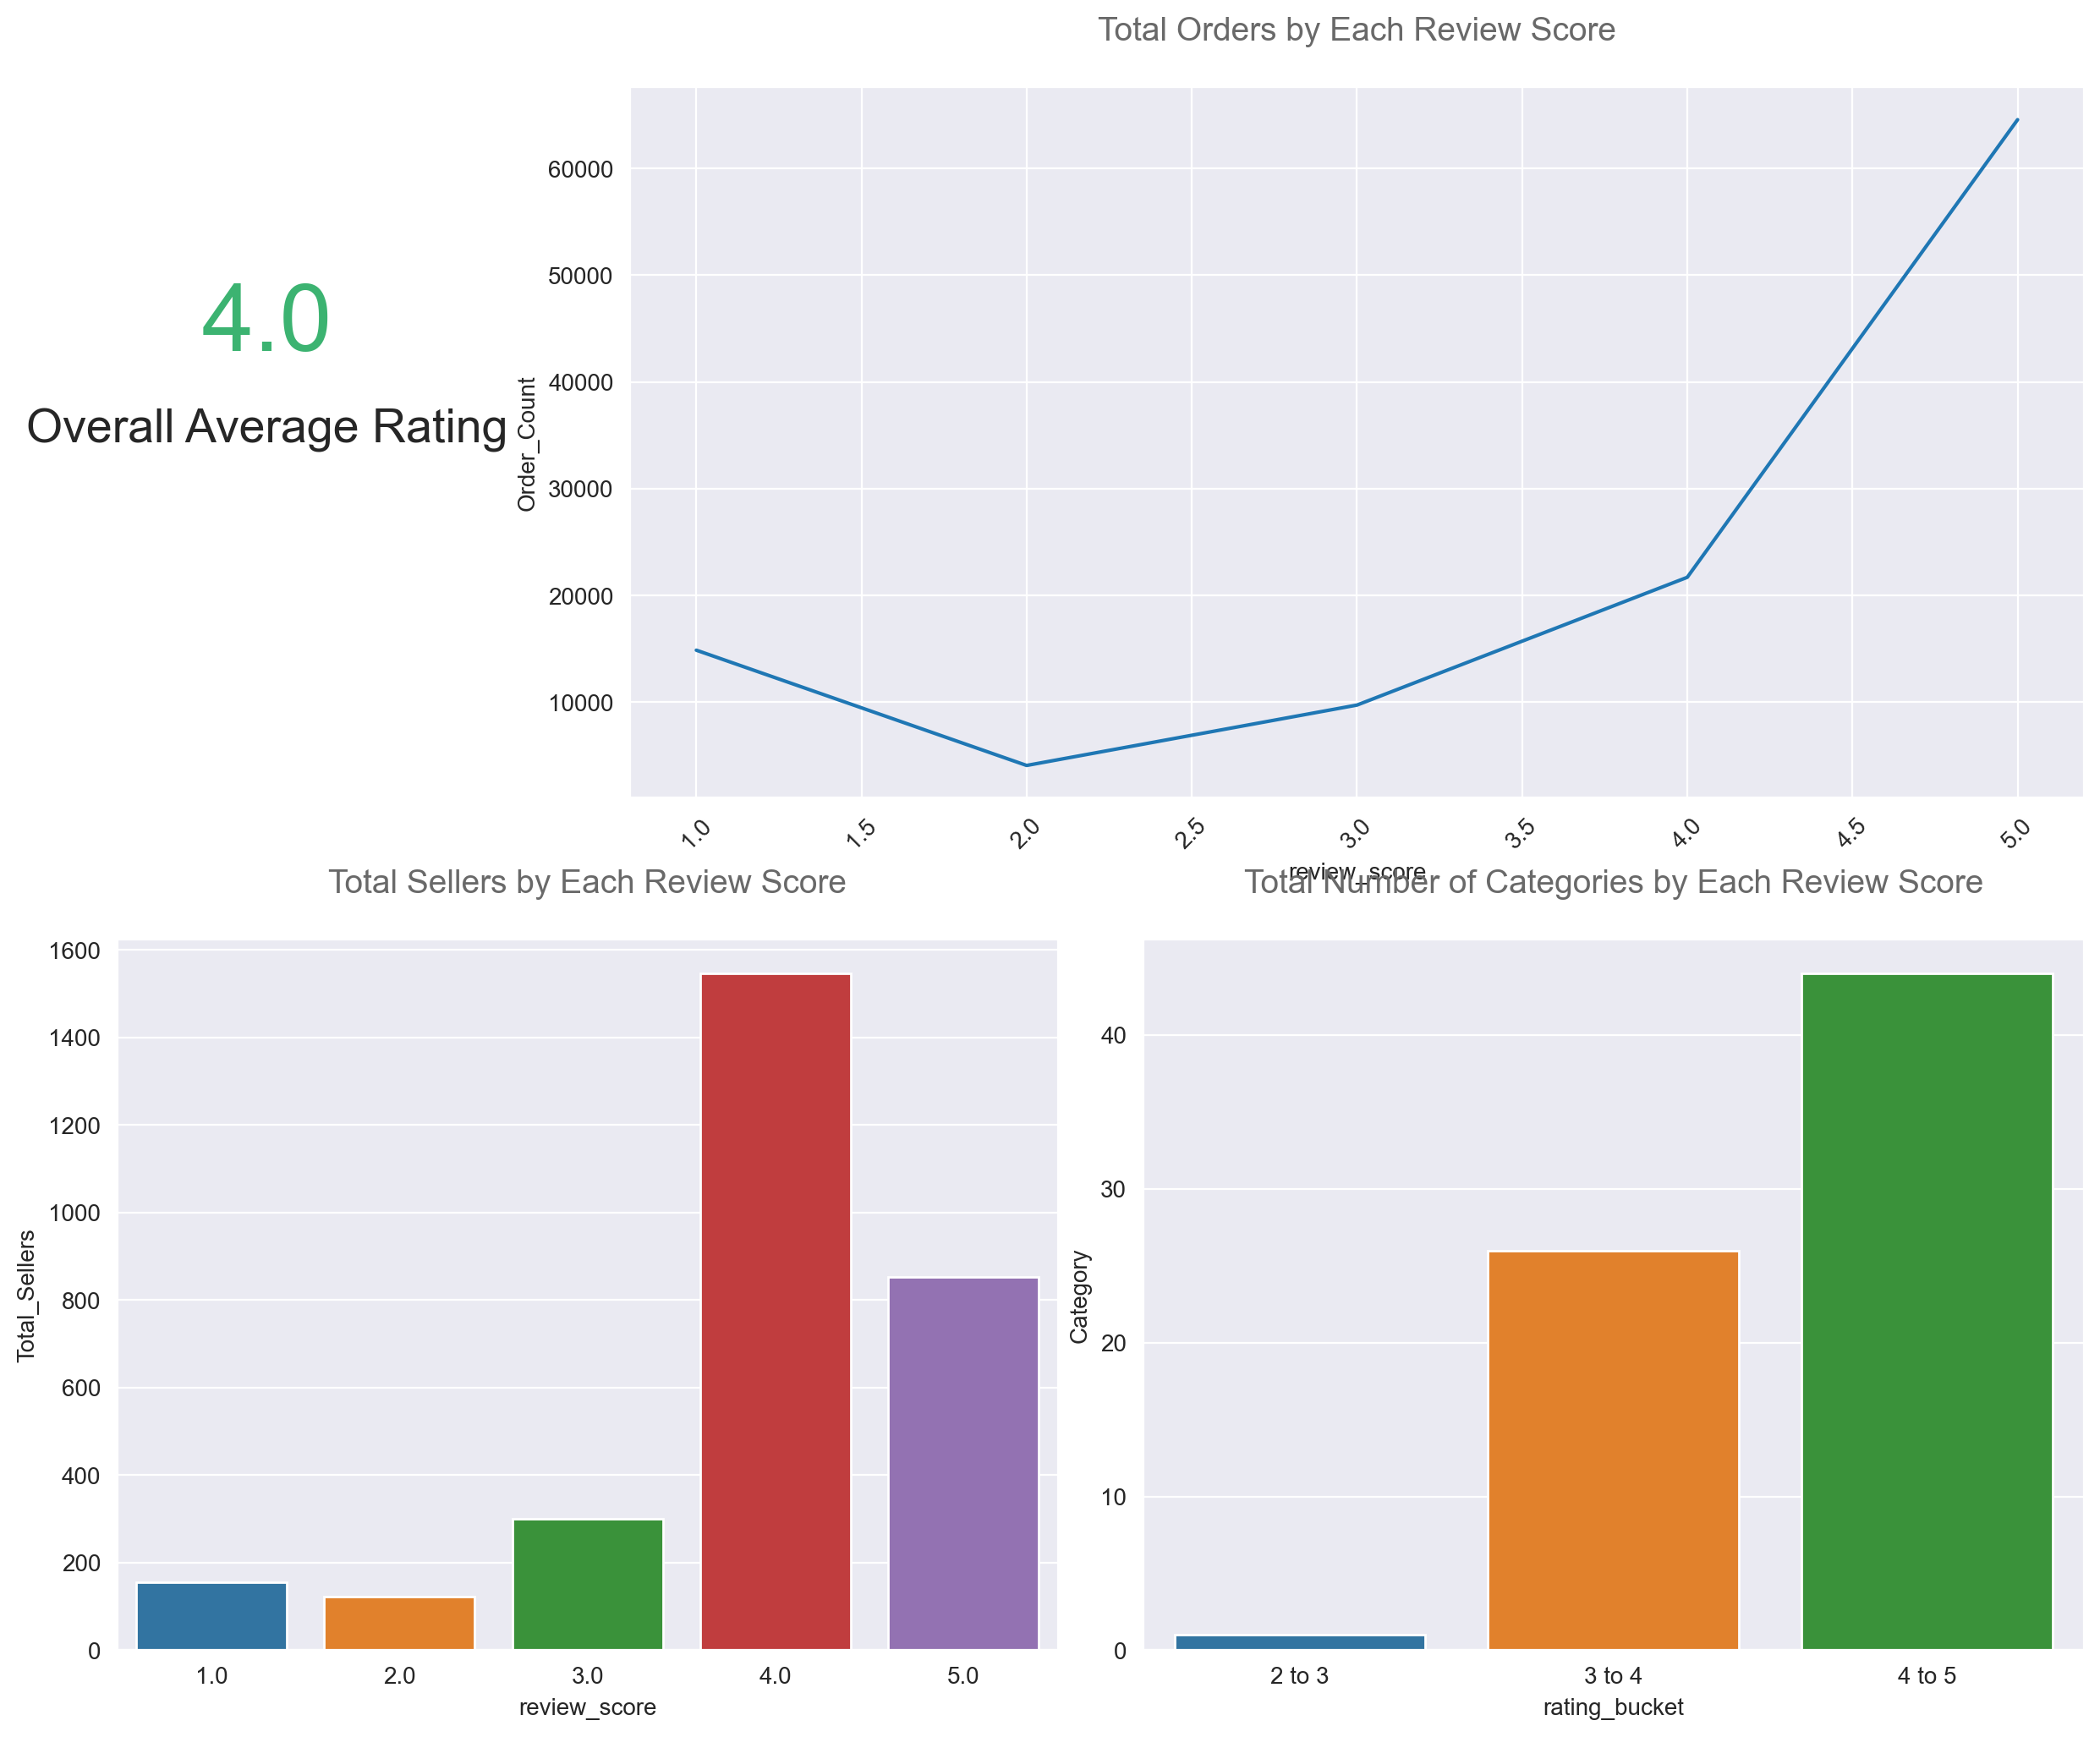 Total Orders by Each Review Score
4.0
Overall Average Rating
Order_Count
60000
50000
40000
30000
20000
10000
1.0 1.5 2.0 2.5 3.0 3.5 4.0 4.5 5.0
review_score
Total Sellers by Each Review Score
Total_Sellers
1600
1400
1200
1000
800
600
400
200
0
1.0 2.0 3.0 4.0 5.0
review_score
Total Number of Categories by Each Review Score
Category
40
30
20
10
0
2 to 3 3 to 4 4 to 5
rating_bucket